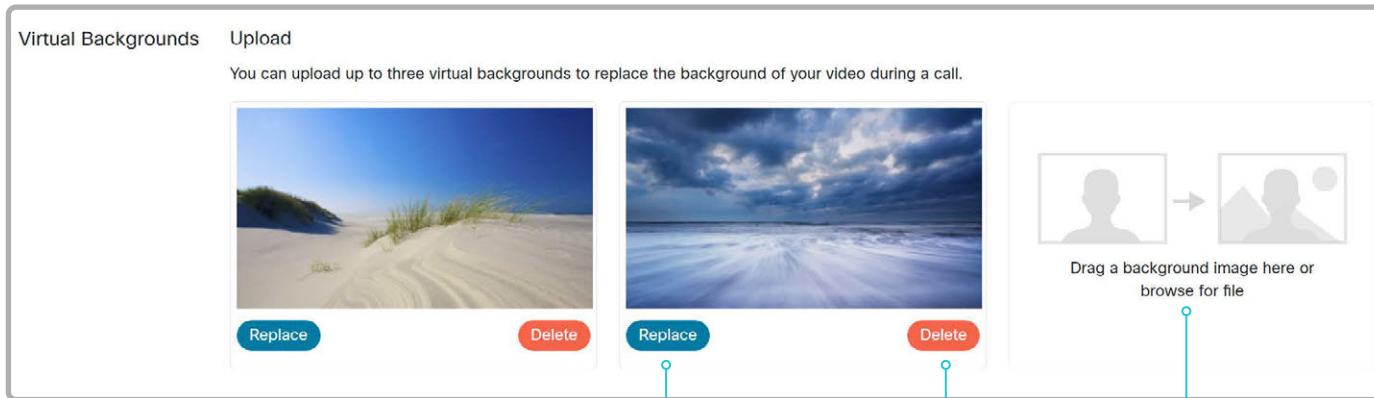 Virtual Backgrounds
Upload
You can upload up to three virtual backgrounds to replace the background of your video during a call.
Replace
Delete
Replace
Delete
Drag a background image here or
browse for file